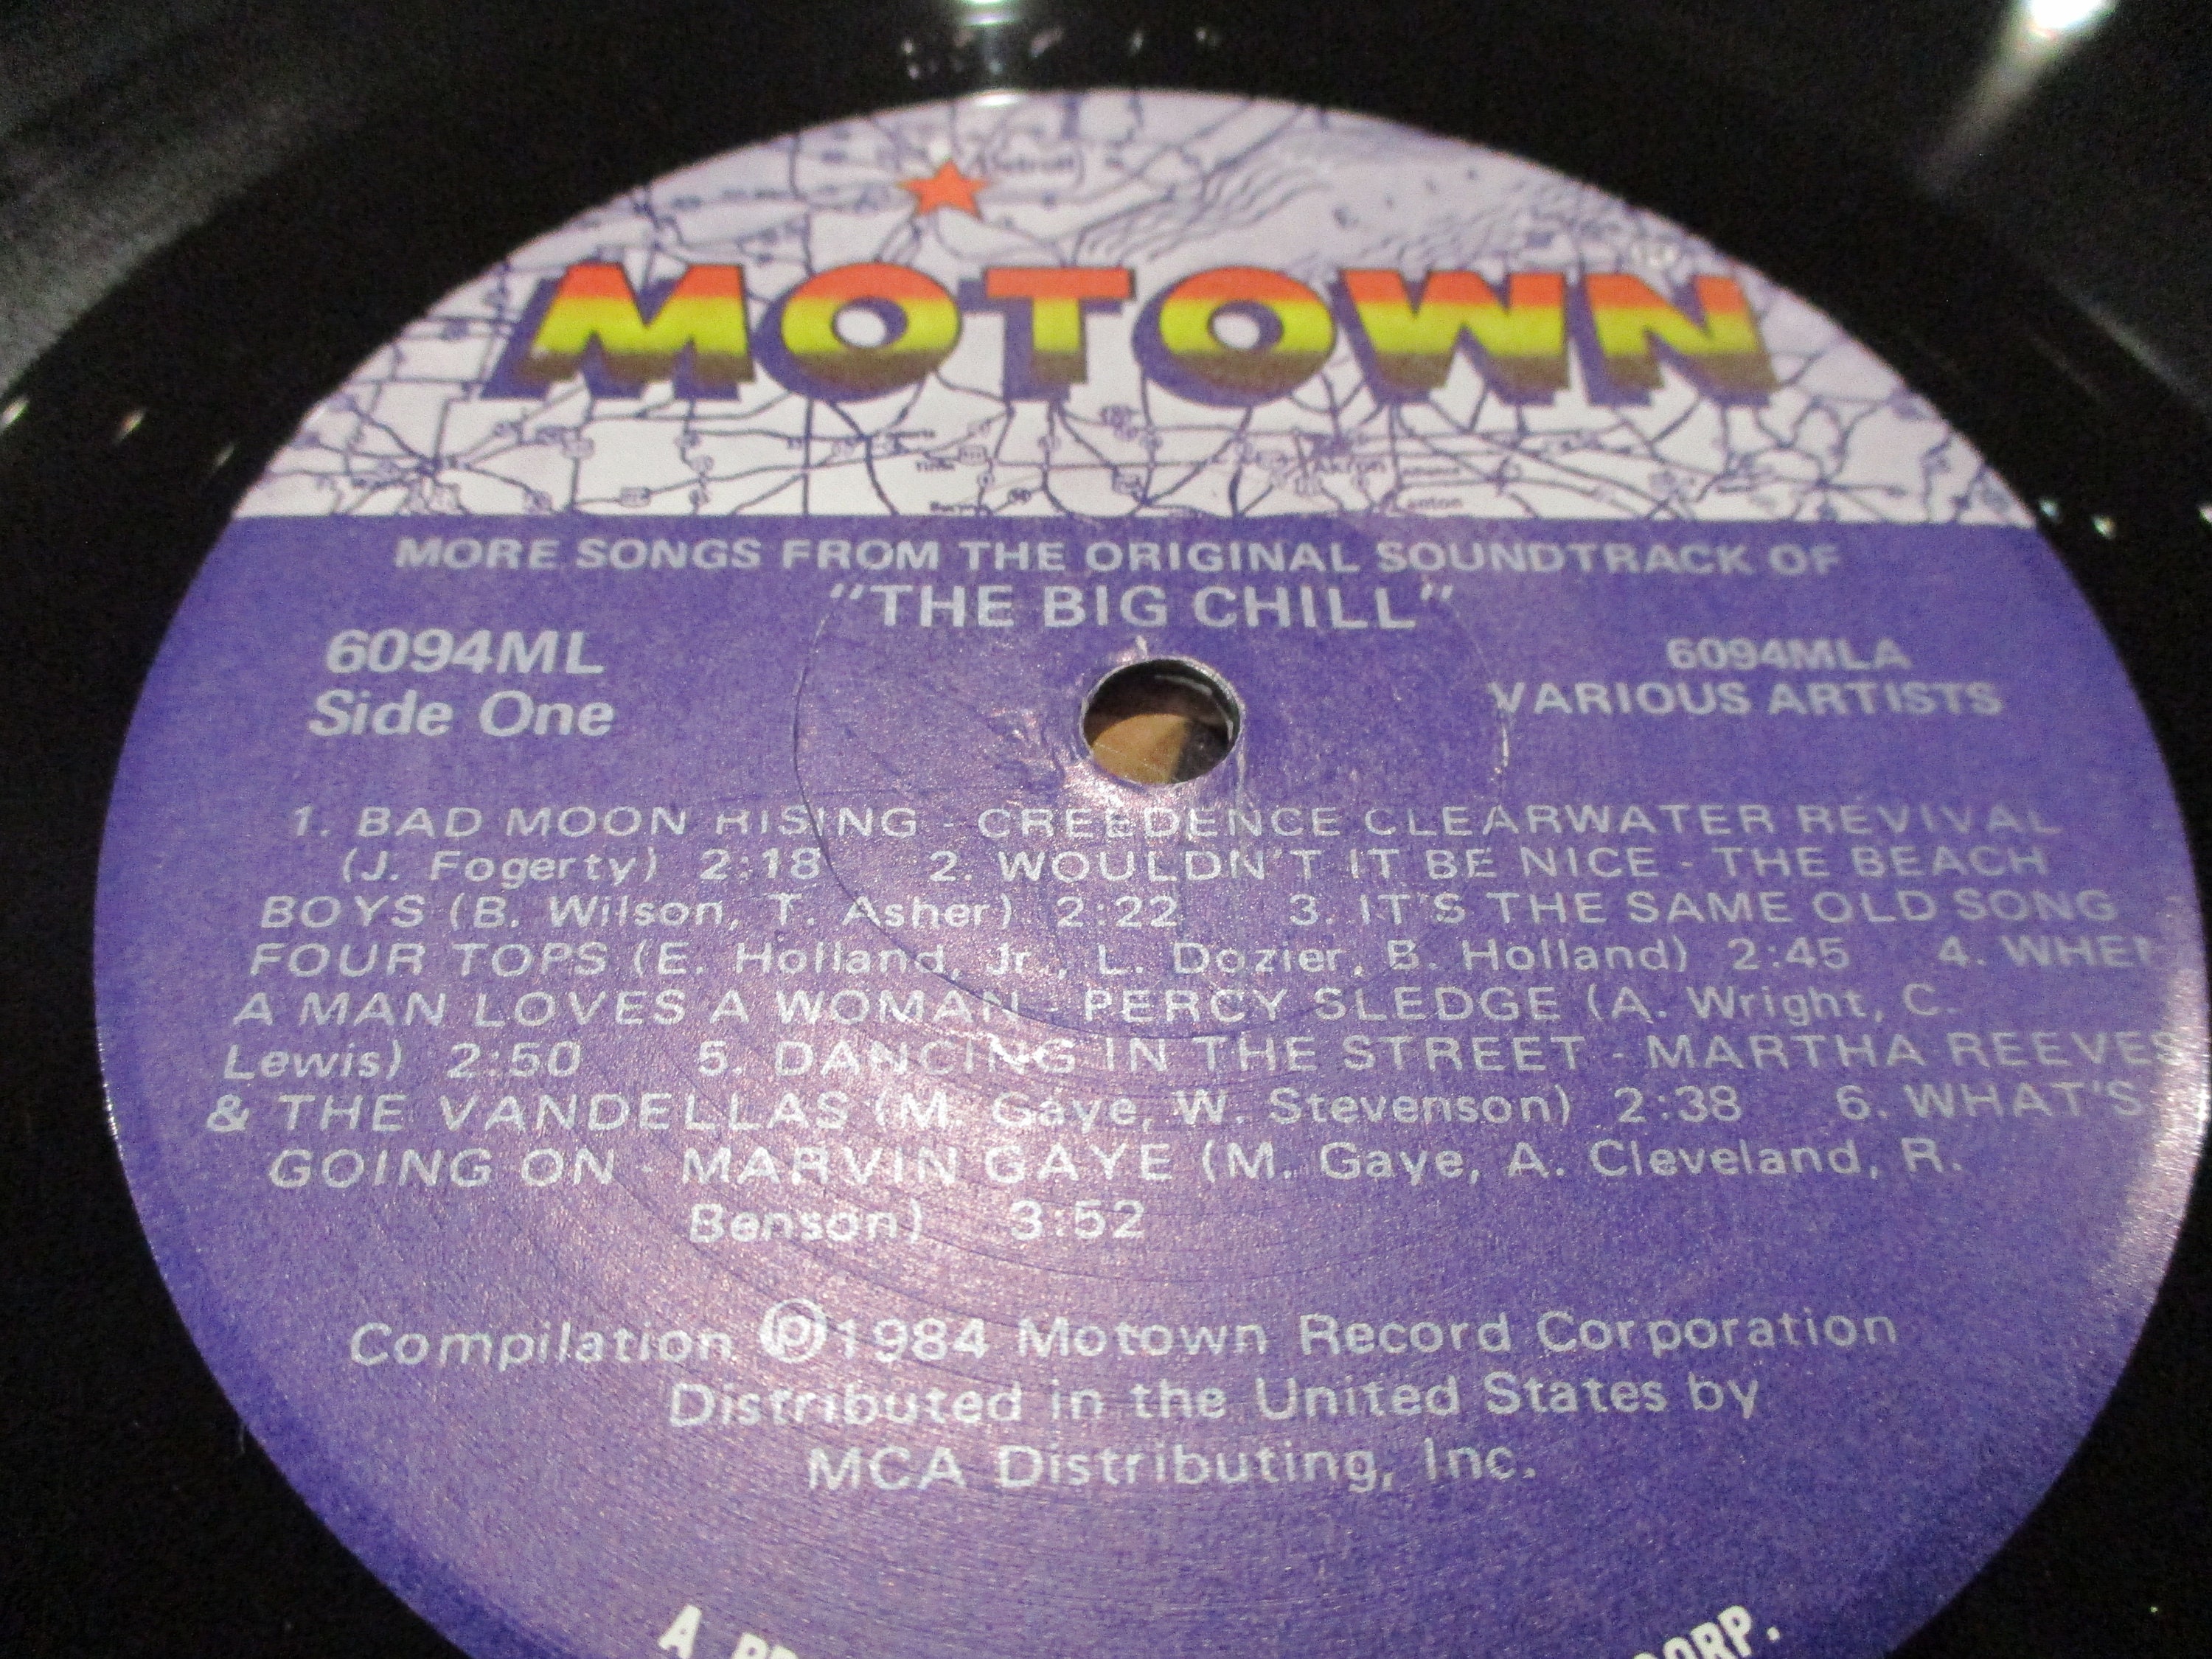 Detroit
MOTOWN
Akron
MORE SONGS FROM THE ORIGINAL SOUNDTRACK OF
"THE BIG CHILL"
6094ML
Side One
6094MLA
VARIOUS ARTISTS
1. BAD MOON RISING - CREEDENCE CLEARWATER REVIVAL
(J. Fogerty) 2:18 2. WOULDN'T IT BE NICE - THE BEACH
BOYS (B. Wilson, T. Asher) 2:22 3. IT'S THE SAME OLD SONG
FOUR TOPS (E. Holland, Jr., L. Dozier, B. Holland) 2:45 4. WHEN
A MAN LOVES A WOMAN - PERCY SLEDGE (A. Wright, C.
Lewis) 2:50 5. DANCING IN THE STREET - MARTHA REEVES
& THE VANDELLAS (M. Gaye, W. Stevenson) 2:38 6. WHAT'S
GOING ON - MARVIN GAYE (M. Gaye, A. Cleveland, R.
Benson) 3:52
Compilation ℗1984 Motown Record Corporation
Distributed in the United States by
MCA Distributing, Inc.
A CORP.